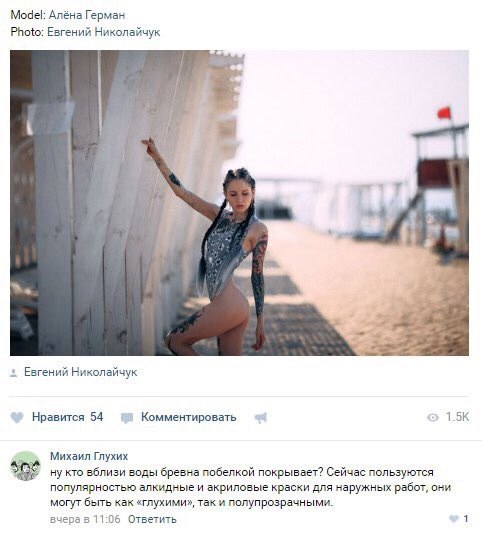 Model: Алёна Герман
Photo: Евгений Николайчук
Евгений Николайчук
Нравится 54 Комментировать 1.5K
Михаил Глухих
ну кто вблизи воды бревна побелкой покрывает? Сейчас пользуются
популярностью алкидные и акриловые краски для наружных работ, они
могут быть как «глухими», так и полупрозрачными.
вчера в 11:06 Ответить 1